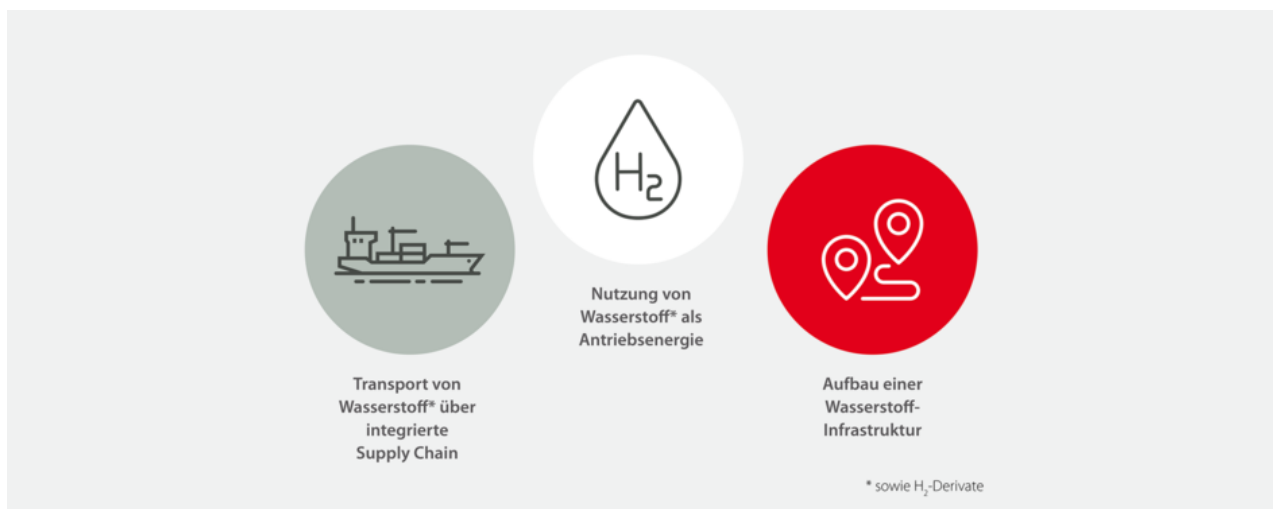 H₂
Nutzung von
Wasserstoff* als
Antriebsenergie
Transport von
Wasserstoff* über
integrierte
Supply Chain
Aufbau einer
Wasserstoff-
Infrastruktur
* sowie H₂-Derivate